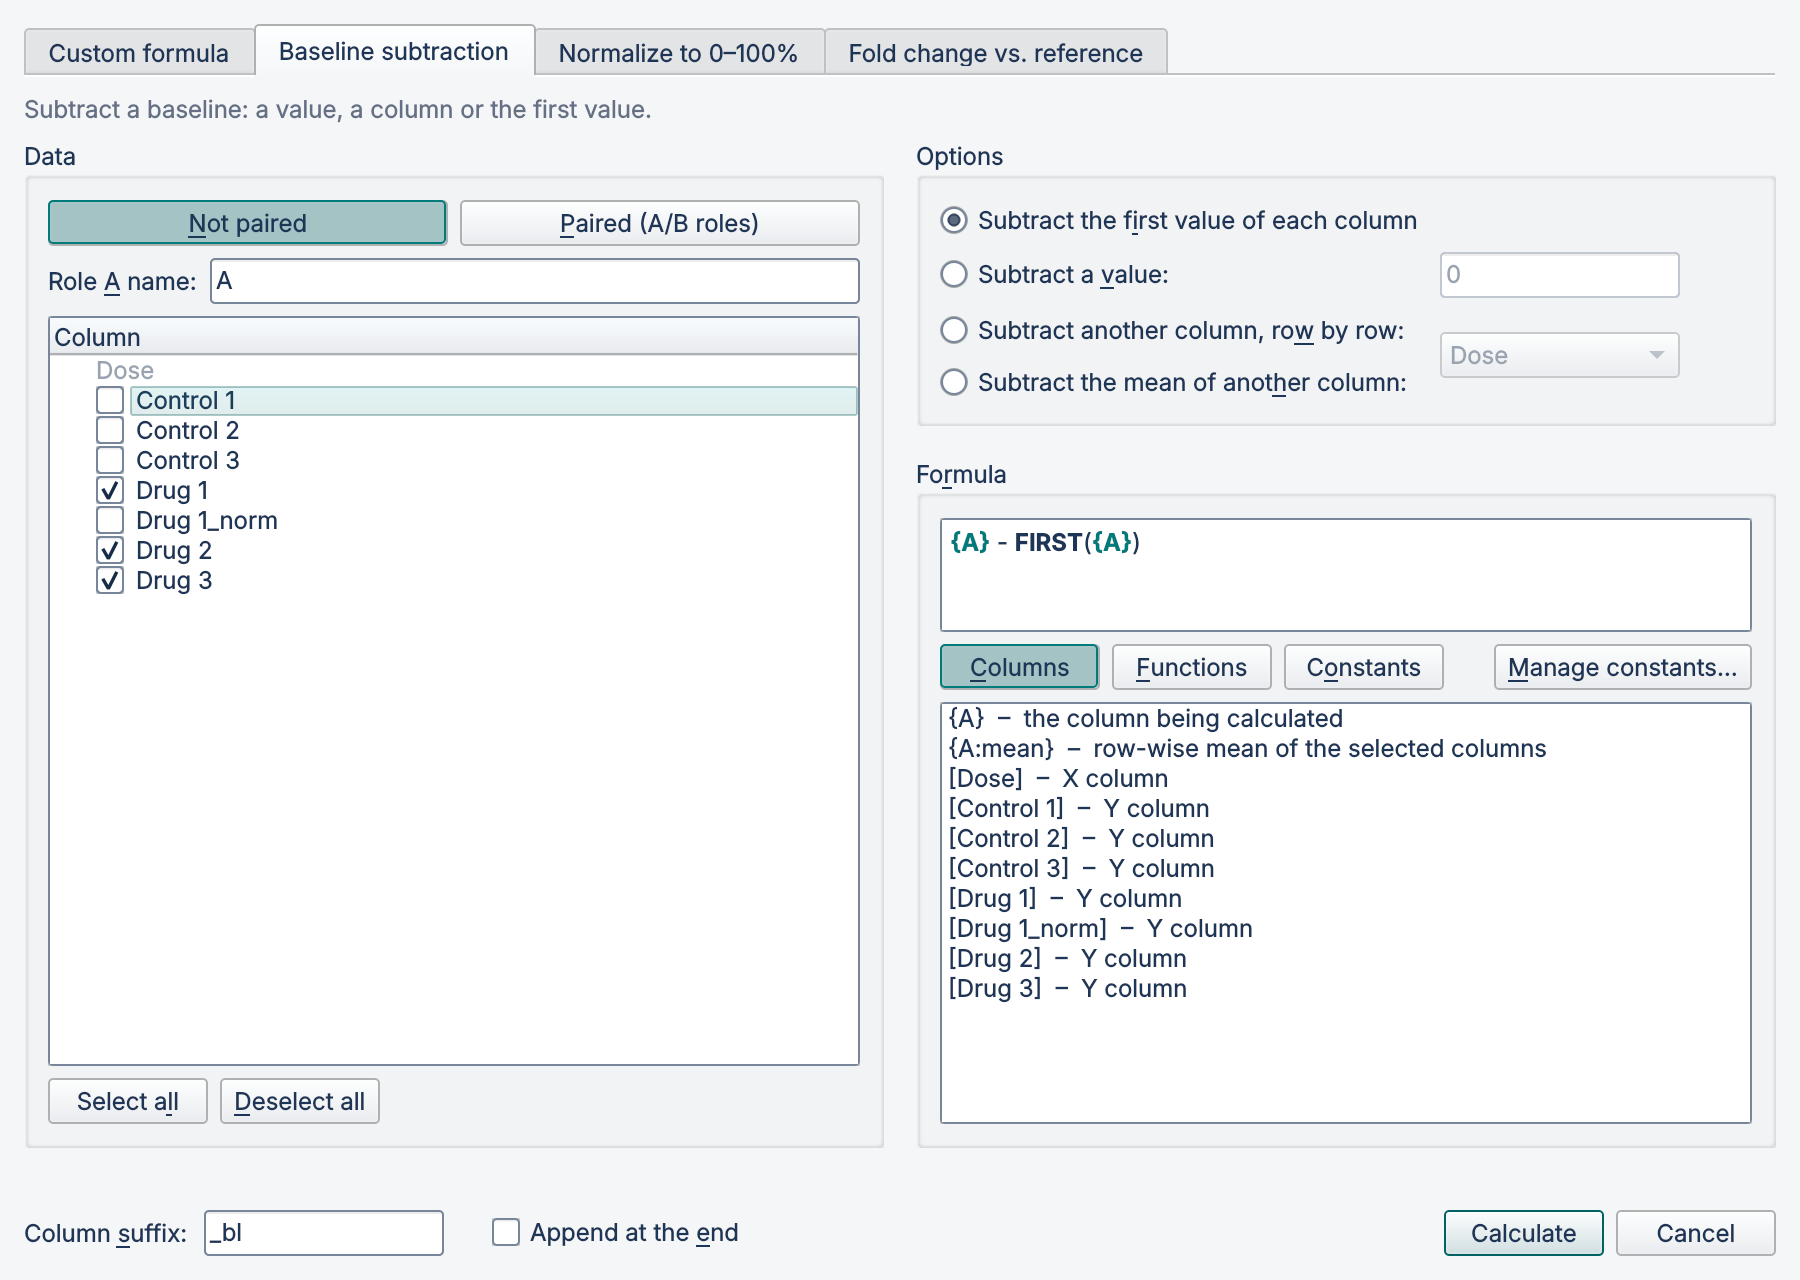 Custom formula
Baseline subtraction
Normalize to 0–100%
Fold change vs. reference
Subtract a baseline: a value, a column or the first value.
Data
Not paired
Paired (A/B roles)
Role A name: A
Column
Dose
Control 1
Control 2
Control 3
Drug 1
Drug 1_norm
Drug 2
Drug 3
Select all
Deselect all
Options
Subtract the first value of each column
Subtract a value: 0
Subtract another column, row by row:
Dose
Subtract the mean of another column:
Formula
{A} - FIRST({A})
Columns
Functions
Constants
Manage constants...
{A} – the column being calculated
{A:mean} – row-wise mean of the selected columns
[Dose] – X column
[Control 1] – Y column
[Control 2] – Y column
[Control 3] – Y column
[Drug 1] – Y column
[Drug 1_norm] – Y column
[Drug 2] – Y column
[Drug 3] – Y column
Column suffix: _bl
Append at the end
Calculate
Cancel